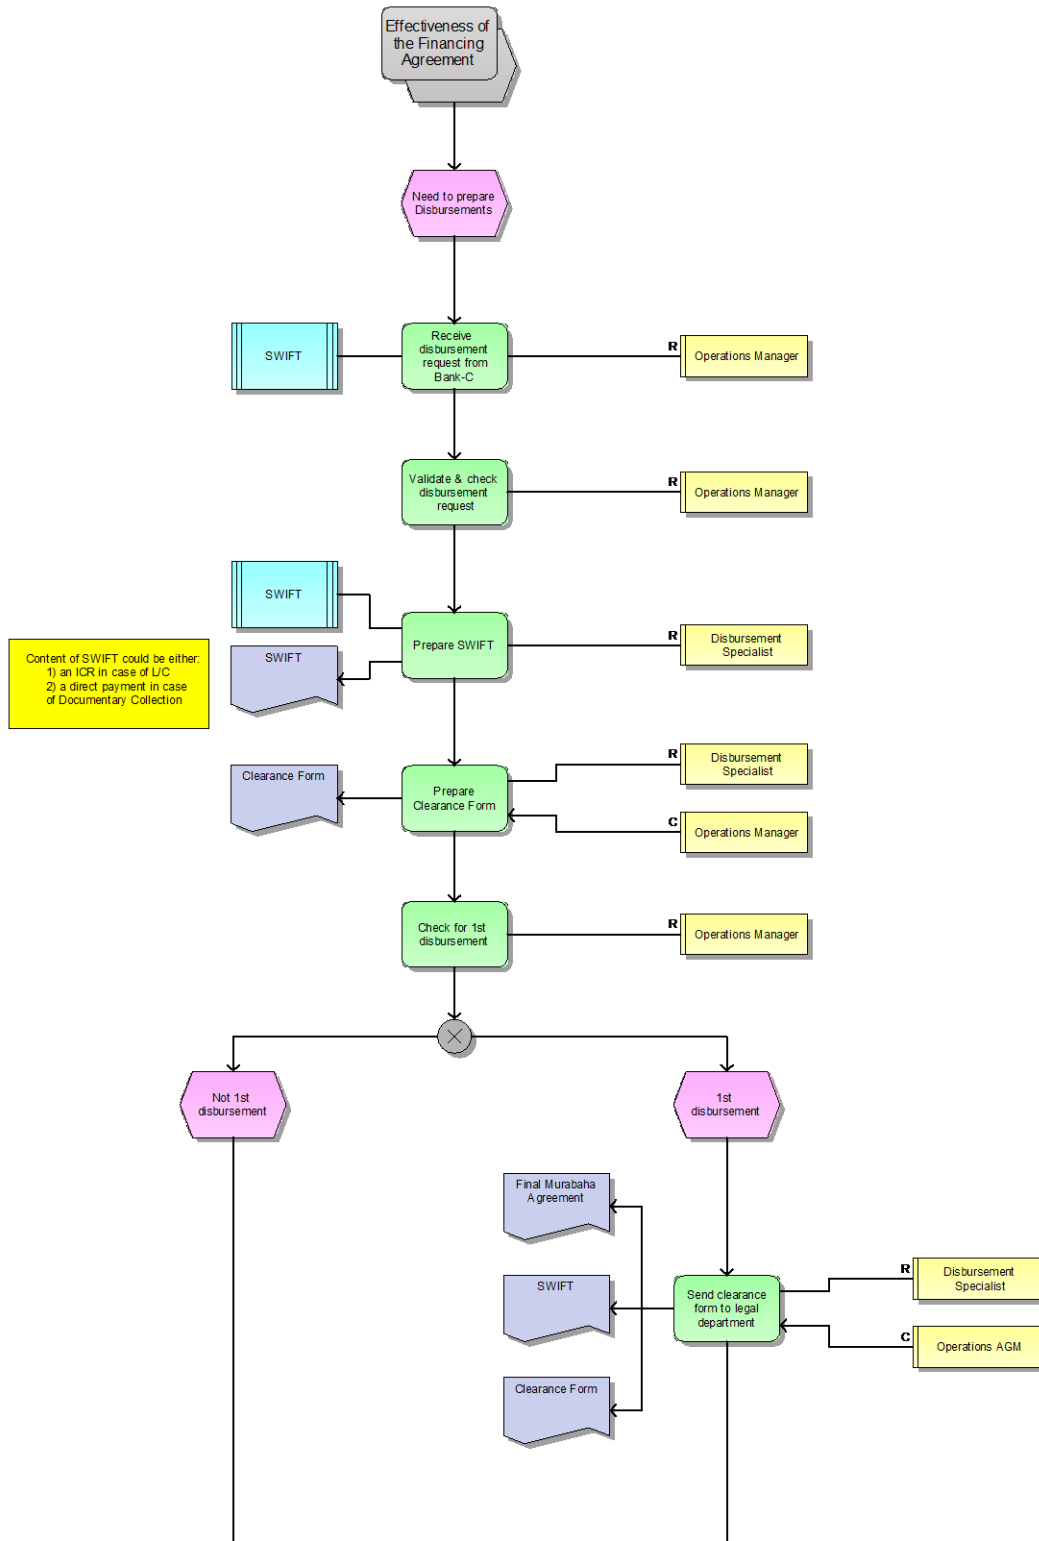 Effectiveness of
the Financing
Agreement
Need to prepare
Disbursements
SWIFT
Receive
disbursement
request from
Bank-C
R
Operations Manager
Validate & check
disbursement
request
R
Operations Manager
SWIFT
Prepare SWIFT
R
Disbursement
Specialist
Content of SWIFT could be either:
1) an ICR in case of L/C
2) a direct payment in case
of Documentary Collection
SWIFT
Clearance Form
Prepare
Clearance Form
R
Disbursement
Specialist
C
Operations Manager
Check for 1st
disbursement
R
Operations Manager
Not 1st
disbursement
1st
disbursement
Final Murabaha
Agreement
SWIFT
Send clearance
form to legal
department
R
Disbursement
Specialist
C
Operations AGM
Clearance Form